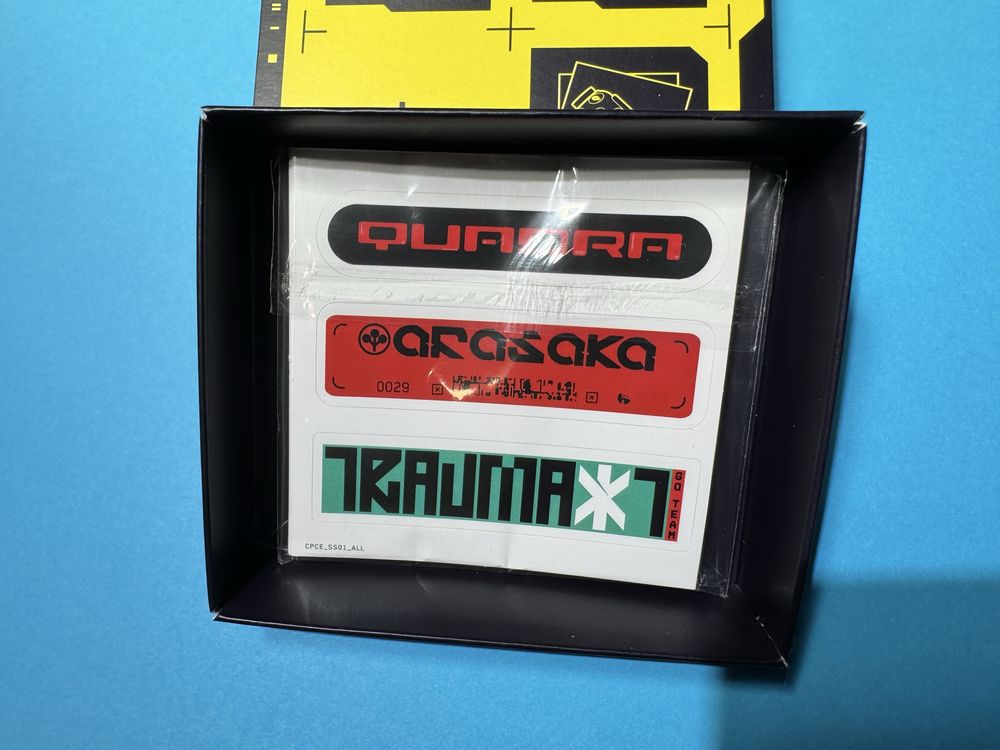 QUADRA
arasaka
0029
TRAUMA T
GO TEAM
CPCE_SS01_ALL